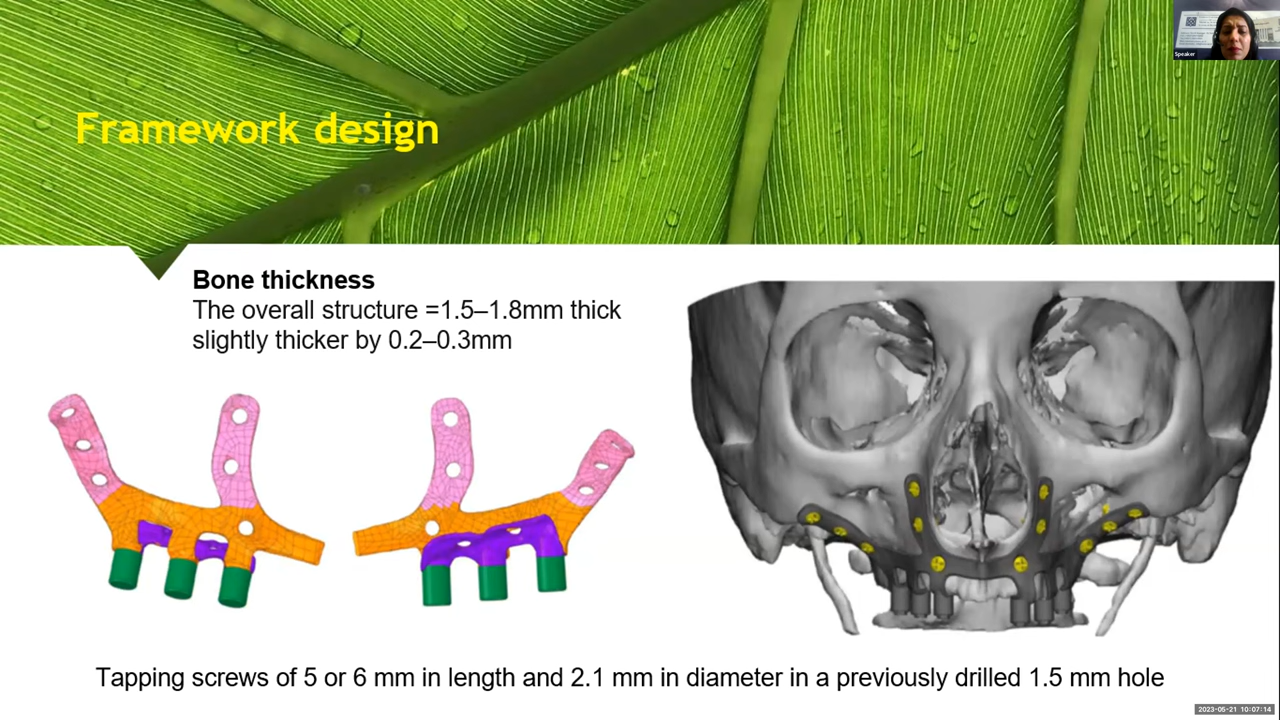 Speaker
Framework design
Bone thickness
The overall structure =1.5–1.8mm thick
slightly thicker by 0.2–0.3mm
Tapping screws of 5 or 6 mm in length and 2.1 mm in diameter in a previously drilled 1.5 mm hole
2023-05-21 10:07:14